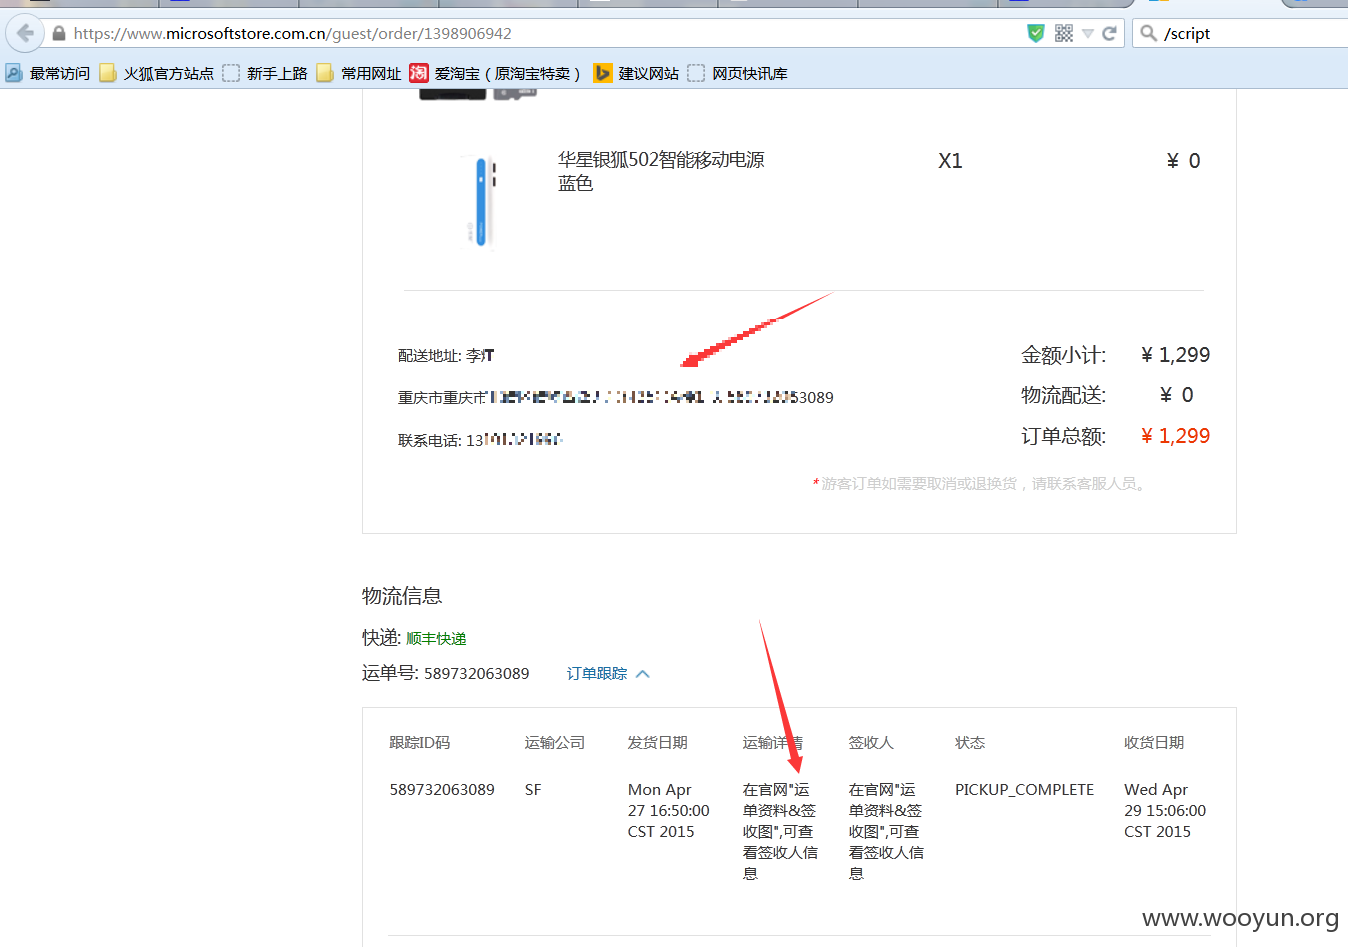 https://www.microsoftstore.com.cn/guest/order/1398906942
/script
最常访问 火狐官方站点 新手上路 常用网址 淘 爱淘宝（原淘宝特卖） 建议网站 网页快讯库
华星银狐502智能移动电源 X1 ¥ 0
蓝色
配送地址: 李
金额小计: ¥ 1,299
重庆市重庆市 53089
物流配送: ¥ 0
联系电话: 13
订单总额: ¥ 1,299
*游客订单如需要取消或退换货，请联系客服人员。
物流信息
快递: 顺丰快递
运单号: 589732063089 订单跟踪
跟踪ID码 运输公司 发货日期 运输详情 签收人 状态 收货日期
589732063089 SF Mon Apr 在官网"运 在官网"运 PICKUP_COMPLETE Wed Apr
27 16:50:00 单资料&签 单资料&签 29 15:06:00
CST 2015 收图",可查 收图",可查 CST 2015
看签收人信 看签收人信
息 息
www.wooyun.org